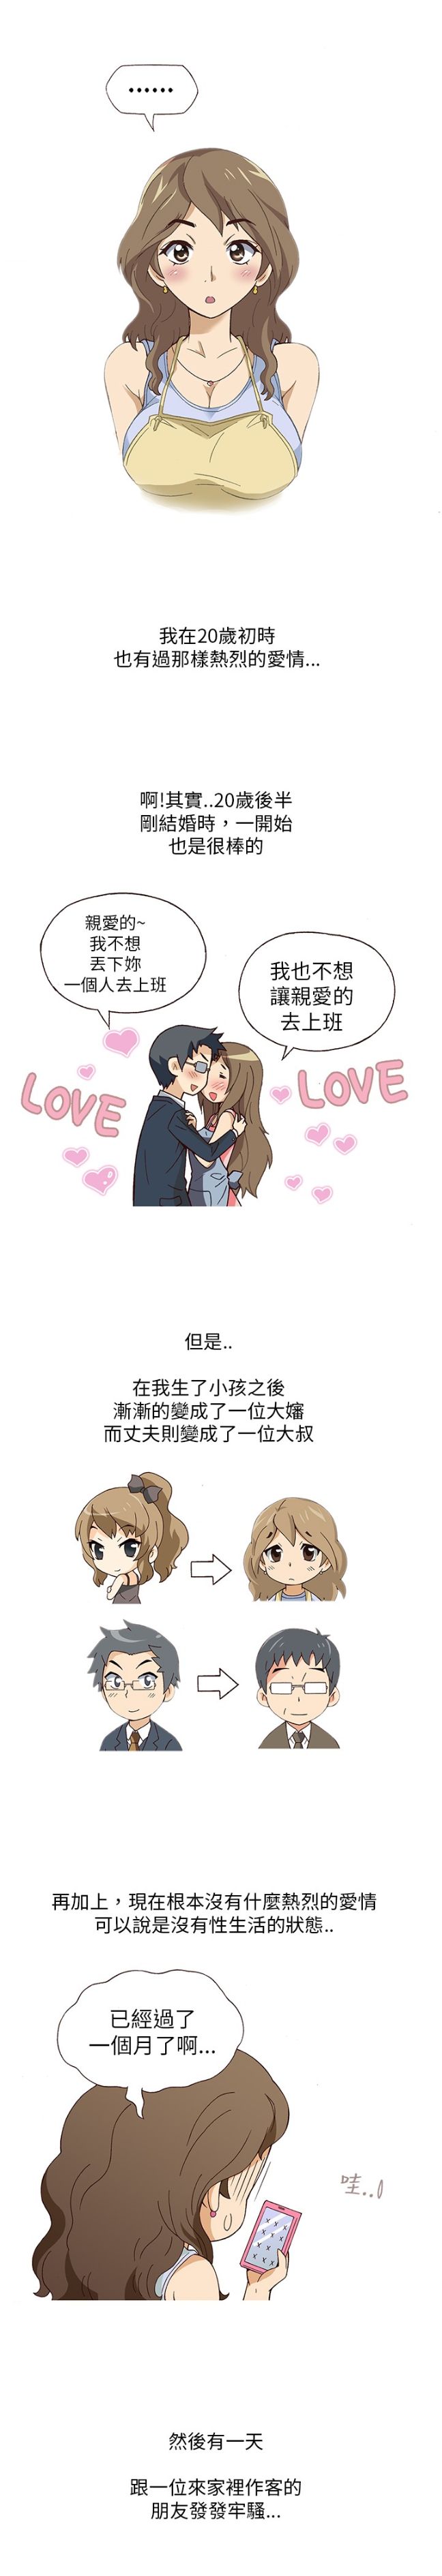 ......
我在20歲初時
也有過那樣熱烈的愛情...
啊!其實..20歲後半
剛結婚時，一開始
也是很棒的
親愛的~
我不想
丟下妳
一個人去上班
我也不想
讓親愛的
去上班
LOVE
LOVE
但是..
在我生了小孩之後
漸漸的變成了一位大嬸
而丈夫則變成了一位大叔
再加上，現在根本沒有什麼熱烈的愛情
可以說是沒有性生活的狀態..
已經過了
一個月了啊...
哇..
然後有一天
跟一位來家裡作客的
朋友發發牢騷...